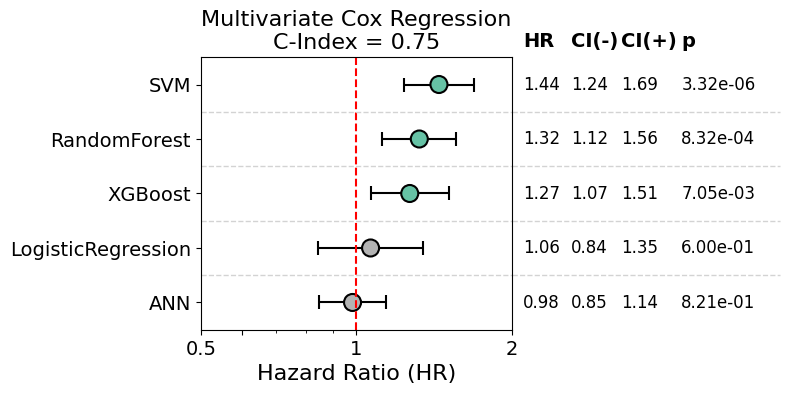 Multivariate Cox Regression
C-Index = 0.75
HR CI(-) CI(+) p
SVM 1.44 1.24 1.69 3.32e-06
RandomForest 1.32 1.12 1.56 8.32e-04
XGBoost 1.27 1.07 1.51 7.05e-03
LogisticRegression 1.06 0.84 1.35 6.00e-01
ANN 0.98 0.85 1.14 8.21e-01
0.5 1 2
Hazard Ratio (HR)